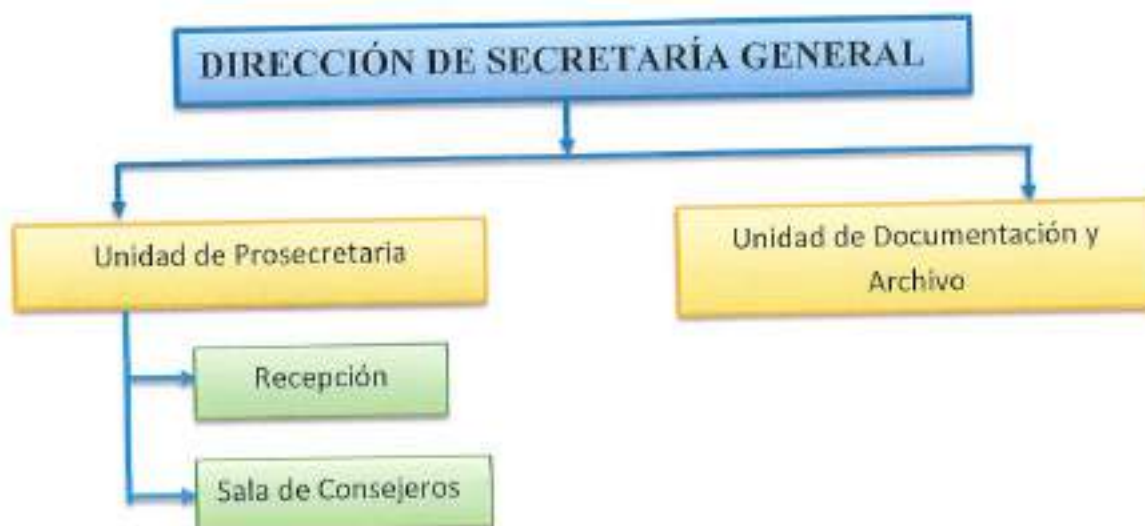 DIRECCIÓN DE SECRETARÍA GENERAL
Unidad de Prosecretaria
Unidad de Documentación y
Archivo
Recepción
Sala de Consejeros